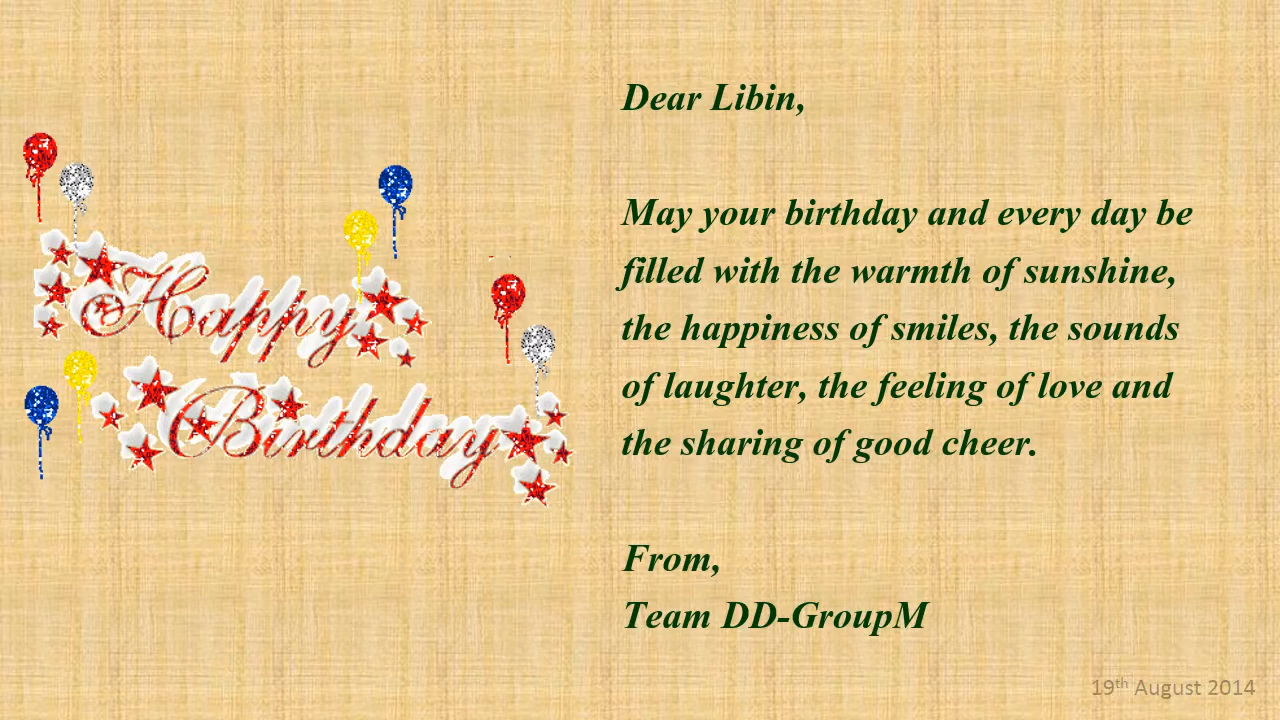 Happy
Birthday
Dear Libin,
May your birthday and every day be
filled with the warmth of sunshine,
the happiness of smiles, the sounds
of laughter, the feeling of love and
the sharing of good cheer.
From,
Team DD-GroupM
19th August 2014